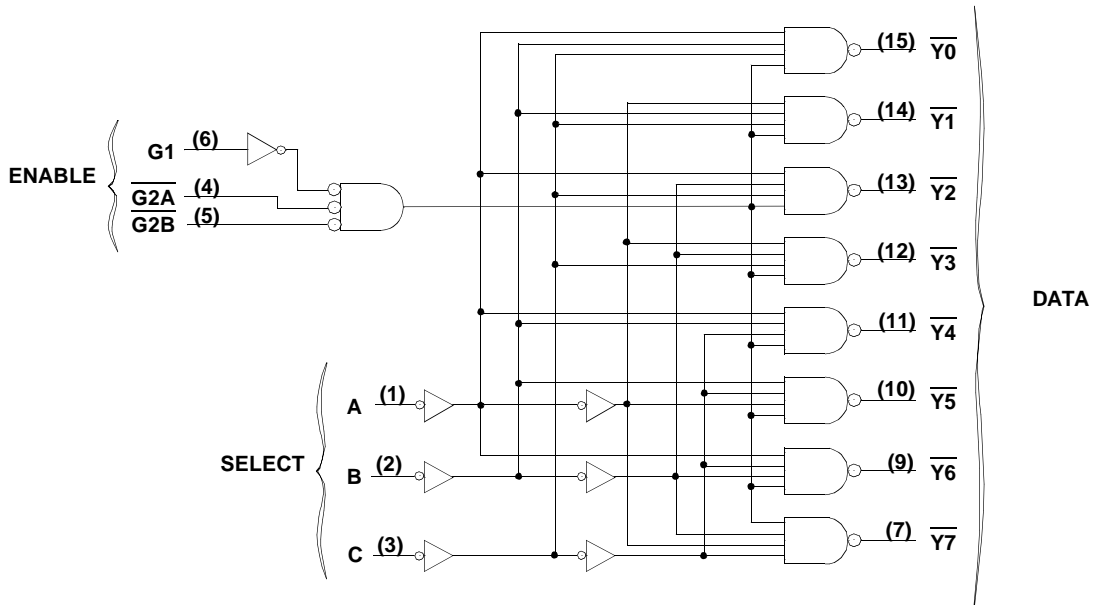 (15) Y0
(14) Y1
G1 (6)
ENABLE
G2A (4)
G2B (5)
(13) Y2
(12) Y3
DATA
(11) Y4
A (1)
(10) Y5
SELECT
B (2)
(9) Y6
C (3)
(7) Y7